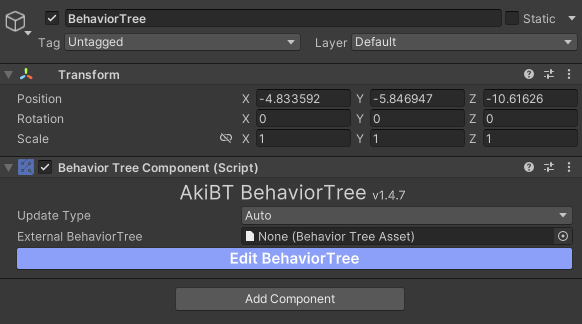 BehaviorTree Static
Tag Untagged Layer Default
Transform
Position X -4.833592 Y -5.846947 Z -10.61626
Rotation X 0 Y 0 Z 0
Scale X 1 Y 1 Z 1
Behavior Tree Component (Script)
AkiBT BehaviorTree v1.4.7
Update Type Auto
External BehaviorTree None (Behavior Tree Asset)
Edit BehaviorTree
Add Component